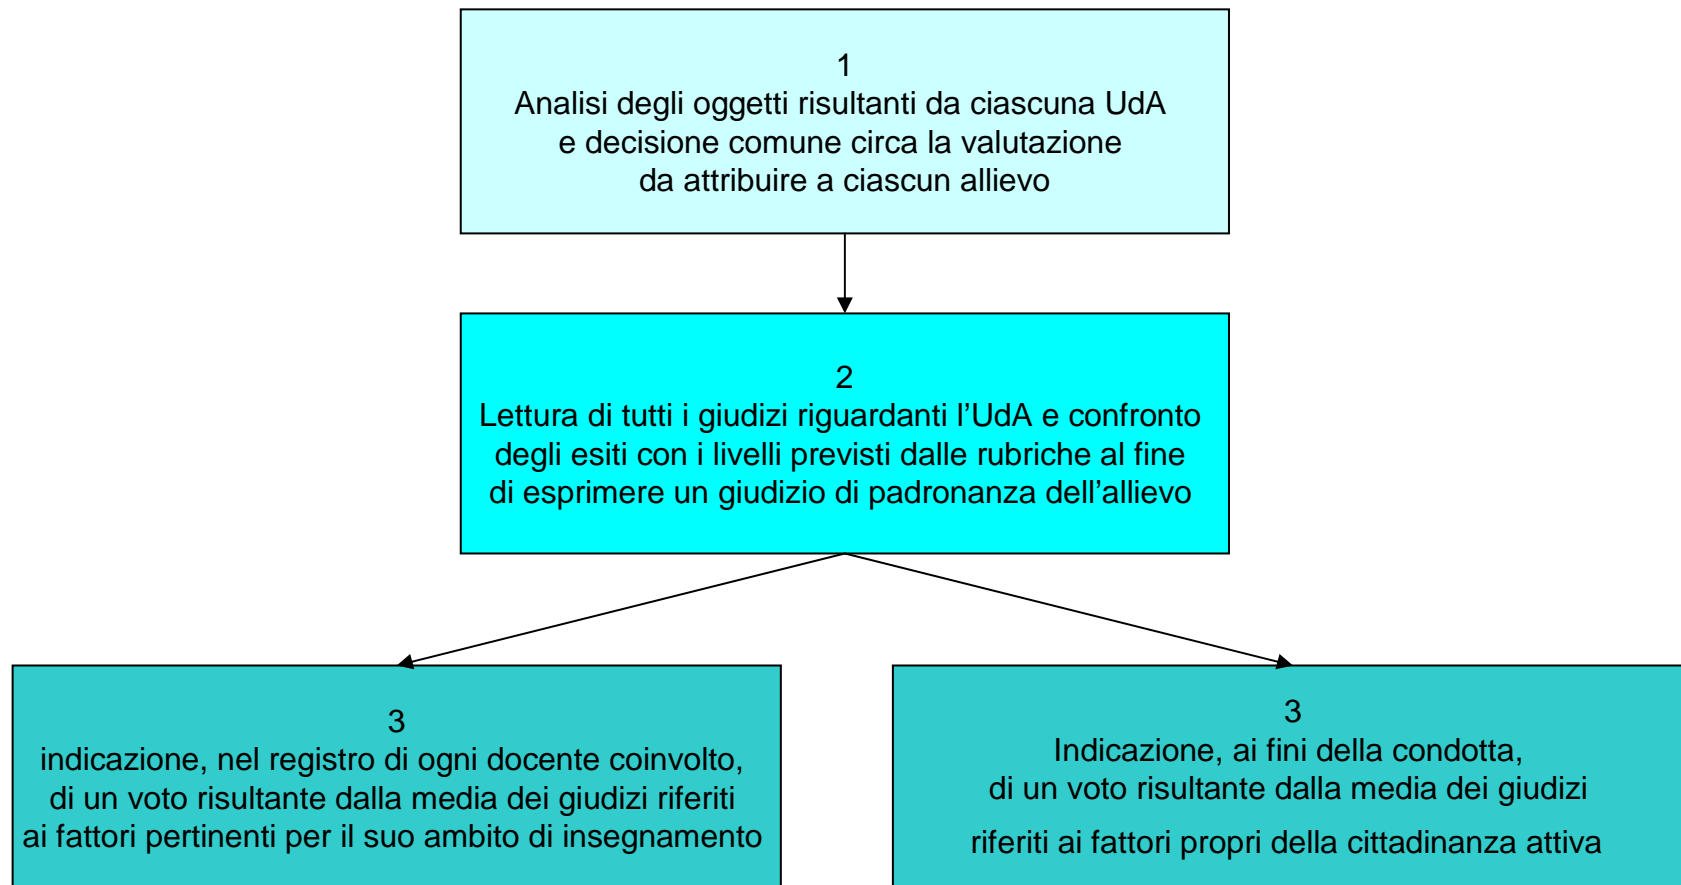 1
Analisi degli oggetti risultanti da ciascuna UdA
e decisione comune circa la valutazione
da attribuire a ciascun allievo
2
Lettura di tutti i giudizi riguardanti l’UdA e confronto
degli esiti con i livelli previsti dalle rubriche al fine
di esprimere un giudizio di padronanza dell’allievo
3
indicazione, nel registro di ogni docente coinvolto,
di un voto risultante dalla media dei giudizi riferiti
ai fattori pertinenti per il suo ambito di insegnamento
3
Indicazione, ai fini della condotta,
di un voto risultante dalla media dei giudizi
riferiti ai fattori propri della cittadinanza attiva